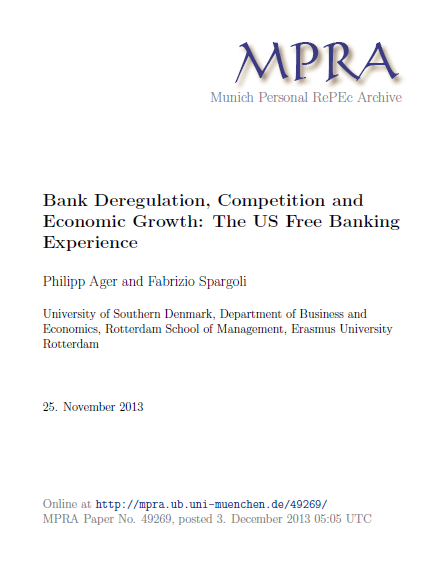 MPRA
Munich Personal RePEc Archive
Bank Deregulation, Competition and
Economic Growth: The US Free Banking
Experience
Philipp Ager and Fabrizio Spargoli
University of Southern Denmark, Department of Business and
Economics, Rotterdam School of Management, Erasmus University
Rotterdam
25. November 2013
Online at http://mpra.ub.uni-muenchen.de/49269/
MPRA Paper No. 49269, posted 3. December 2013 05:05 UTC